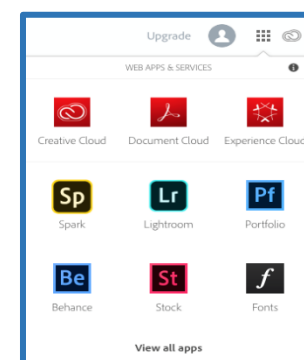 Upgrade
WEB APPS & SERVICES
Creative Cloud Document Cloud Experience Cloud
Sp Lr Pf
Spark Lightroom Portfolio
Be St f
Behance Stock Fonts
View all apps